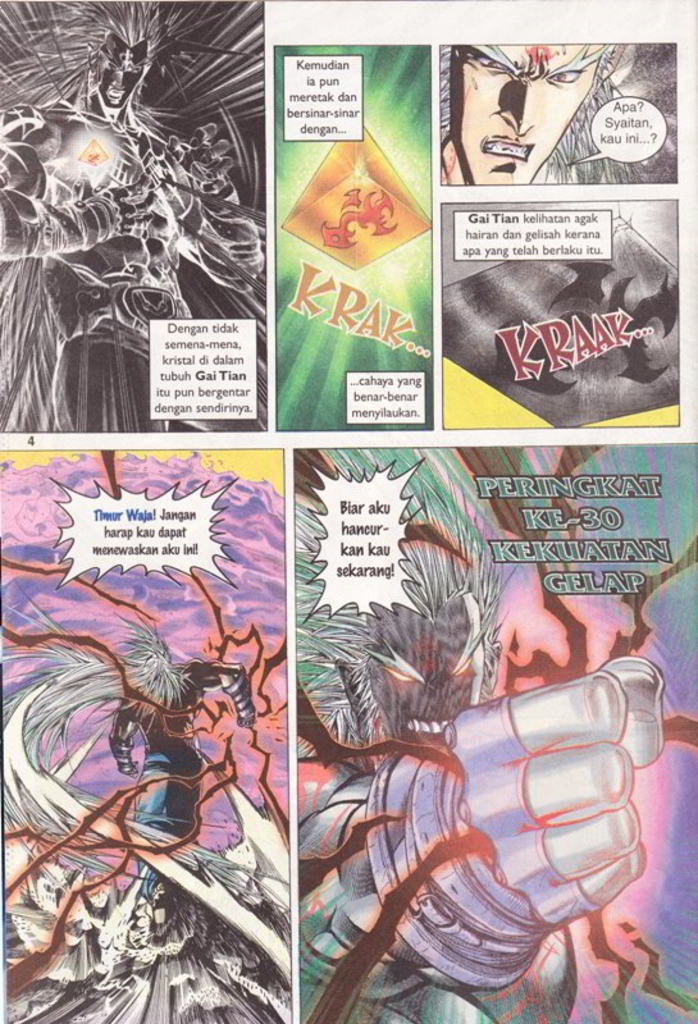 Dengan tidak
semena-mena,
kristal di dalam
tubuh Gai Tian
itu pun bergentar
dengan sendirinya.
Kemudian
ia pun
meretak dan
bersinar-sinar
dengan...
KRAK...
...cahaya yang
benar-benar
menyilaukan.
Apa?
Syaitan,
kau ini...?
Gai Tian kelihatan agak
hairan dan gelisah kerana
apa yang telah berlaku itu.
KRAAK...
4
Timur Waja! Jangan
harap kau dapat
menewaskan aku ini!
Biar aku
hancur-
kan kau
sekarang!
PERINGKAT
KE-30
KEKUATAN
GELAP